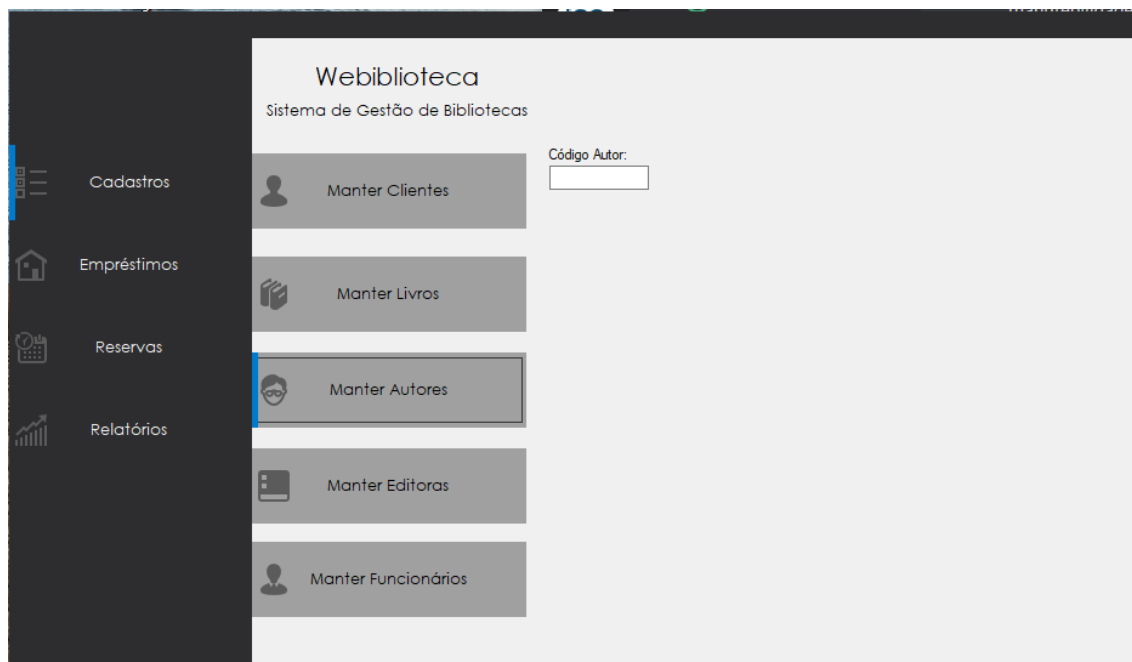 Webiblioteca
Sistema de Gestão de Bibliotecas
Cadastros
Empréstimos
Reservas
Relatórios
Manter Clientes
Manter Livros
Manter Autores
Manter Editoras
Manter Funcionários
Código Autor: